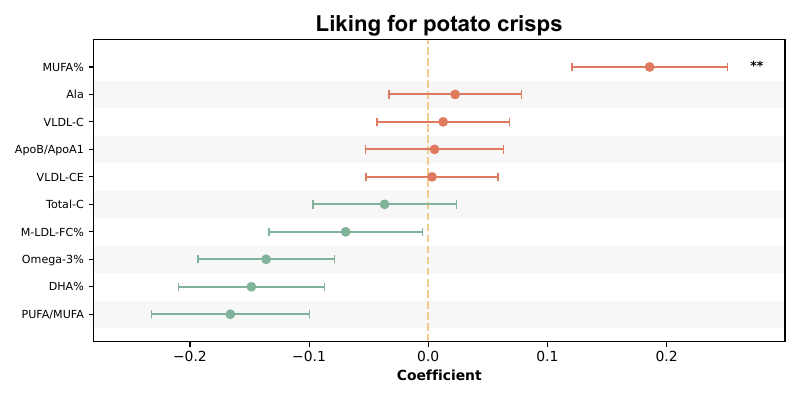 Liking for potato crisps
MUFA%
**
Ala
VLDL-C
ApoB/ApoA1
VLDL-CE
Total-C
M-LDL-FC%
Omega-3%
DHA%
PUFA/MUFA
−0.2 −0.1 0.0 0.1 0.2
Coefficient